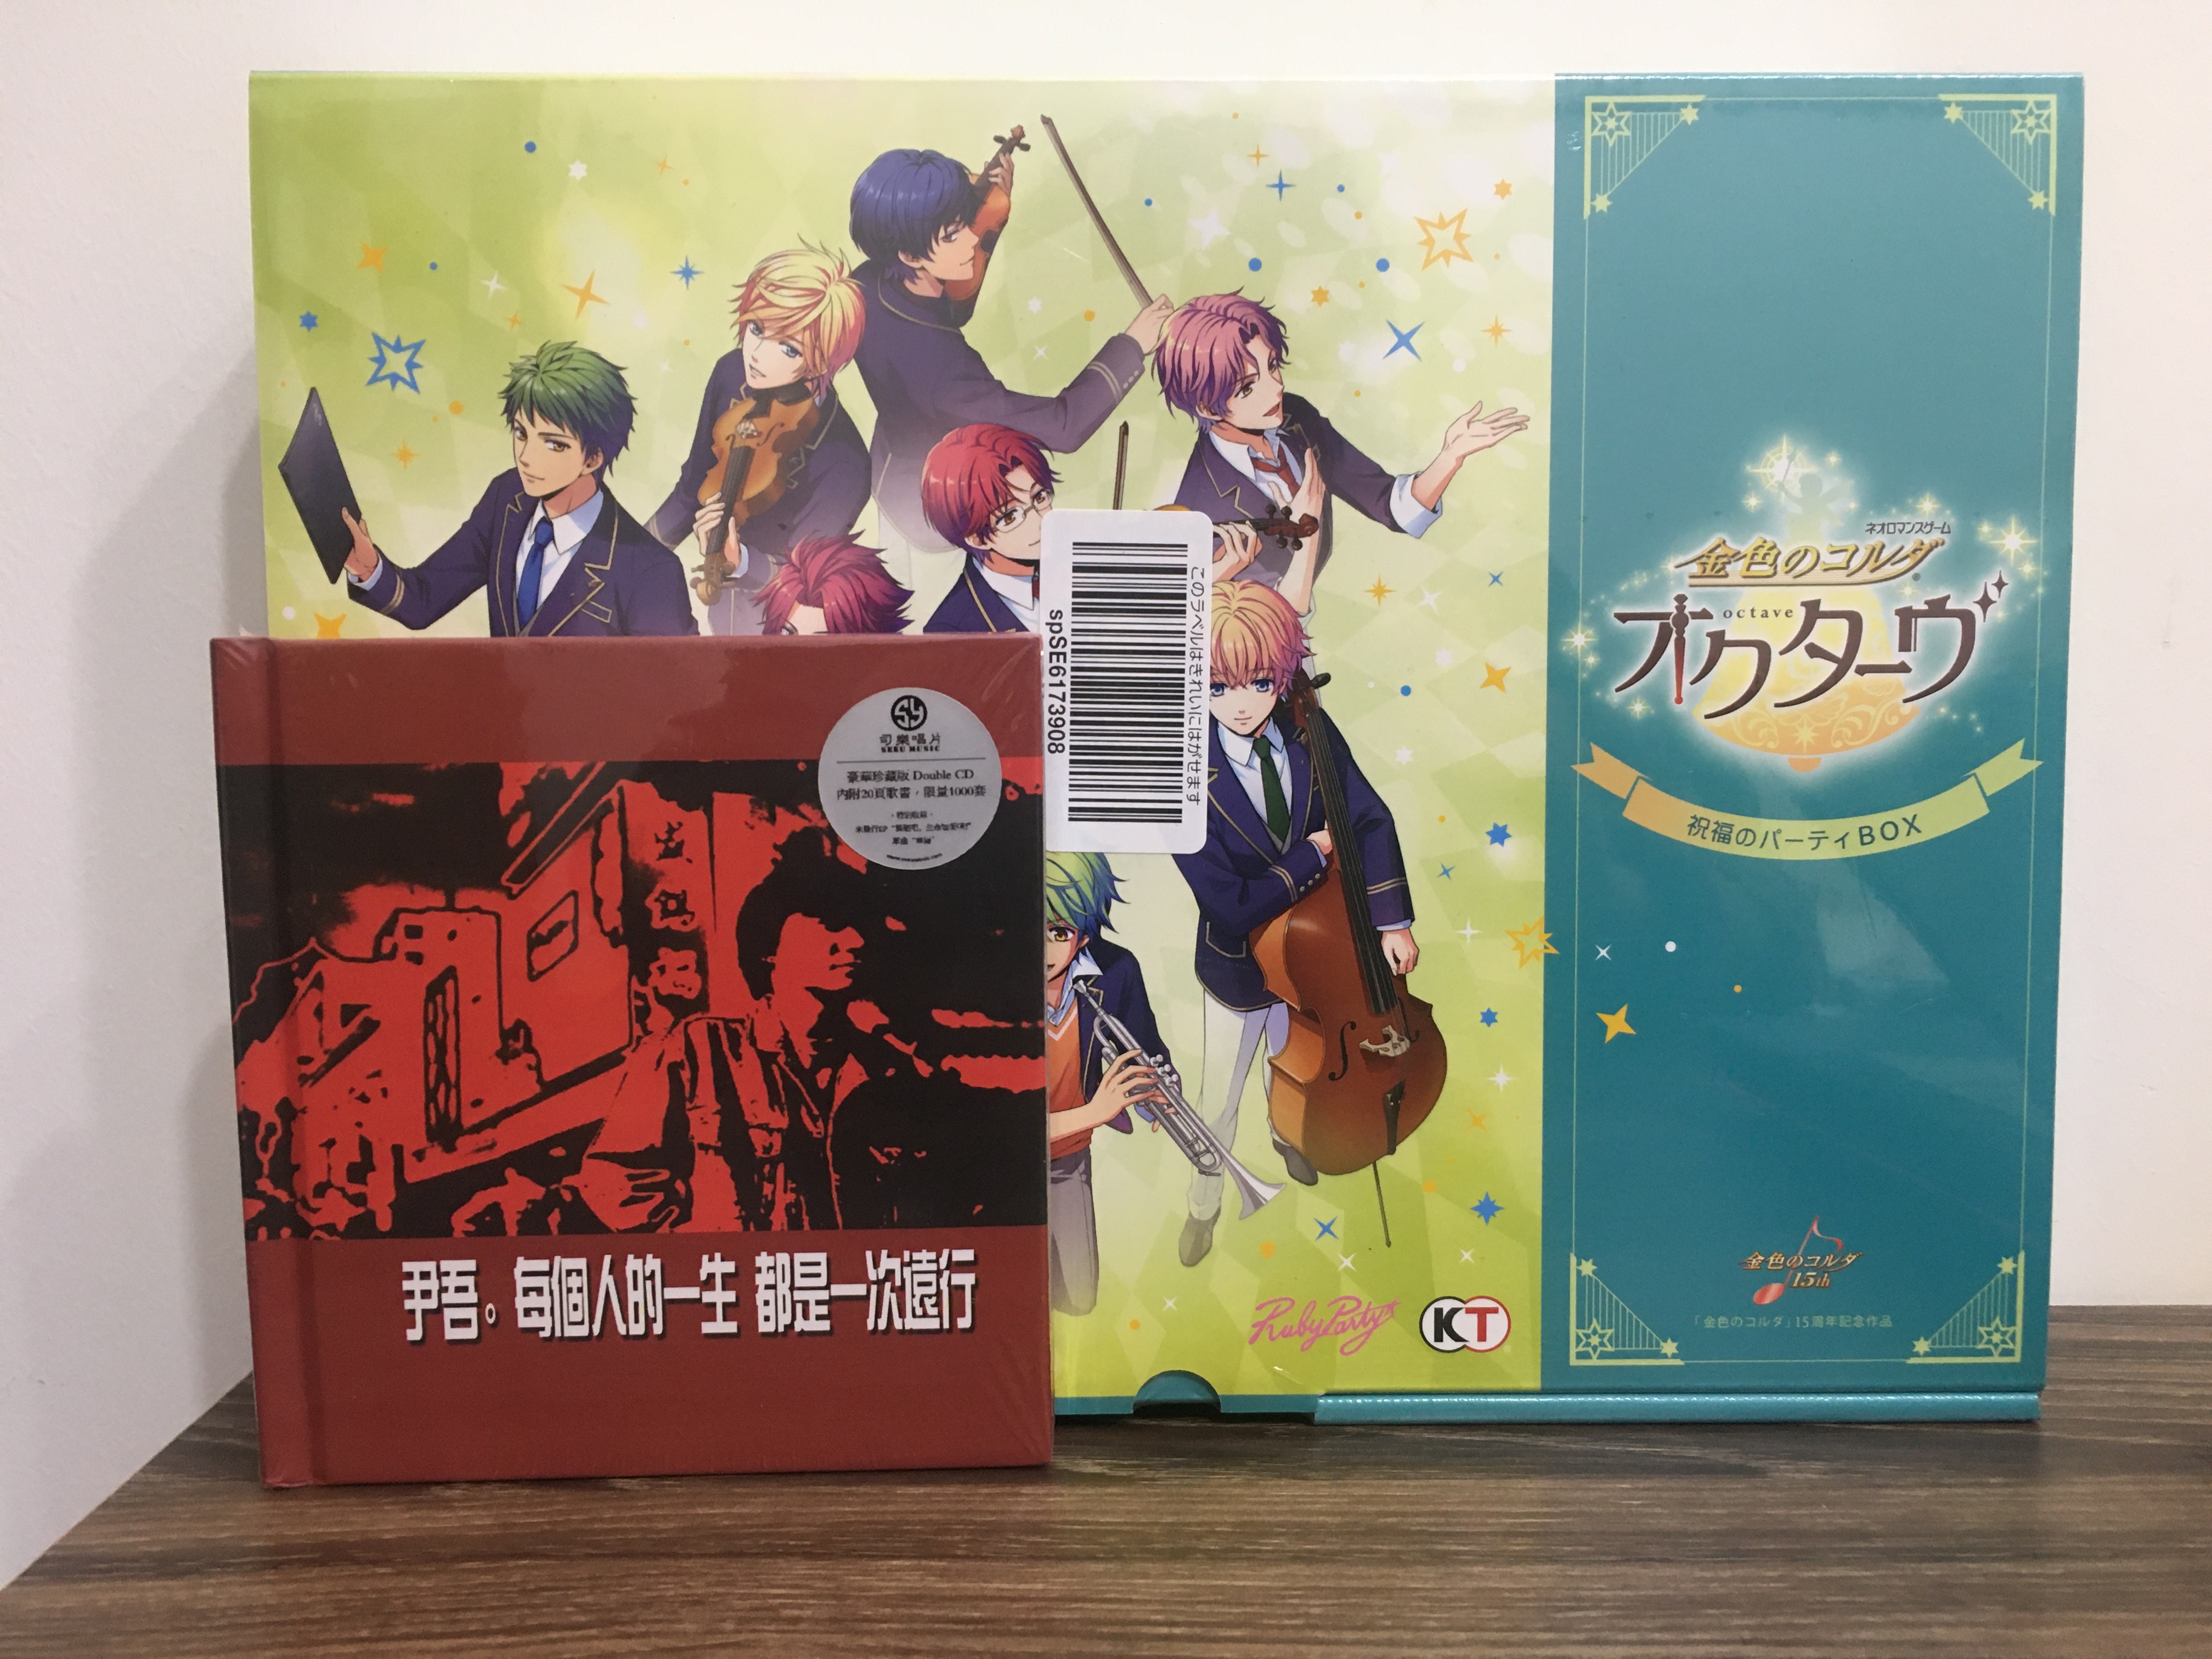 ネオロマンスゲーム
金色のコルダ
octave
オクターヴ
祝福のパーティBOX
このラベルはきれいにはがせます
spSE6173908
SY
司樂唱片
豪華珍藏版 Double CD
內附20頁歌書，限量1000套
尹吾。每個人的一生 都是一次遠行
RubyParty
KT
金色のコルダ
15th
「金色のコルダ」15周年記念作品